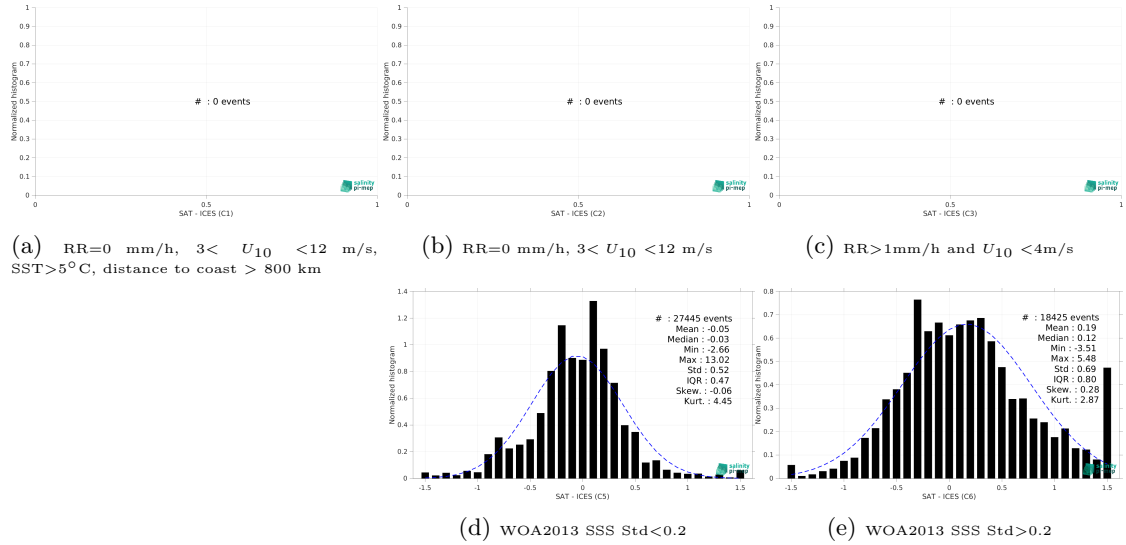 1
0.9
0.8
0.7
0.6
0.5
0.4
0.3
0.2
0.1
0
Normalized histogram
# : 0 events
salinity
pi-mep
0 0.5 1
SAT - ICES (C1)
1
0.9
0.8
0.7
0.6
0.5
0.4
0.3
0.2
0.1
0
Normalized histogram
# : 0 events
salinity
pi-mep
0 0.5 1
SAT - ICES (C2)
1
0.9
0.8
0.7
0.6
0.5
0.4
0.3
0.2
0.1
0
Normalized histogram
# : 0 events
salinity
pi-mep
0 0.5 1
SAT - ICES (C3)
(a) RR=0 mm/h, 3< U10 <12 m/s,
SST>5°C, distance to coast > 800 km
(b) RR=0 mm/h, 3< U10 <12 m/s
(c) RR>1mm/h and U10 <4m/s
1.4
1.2
1
0.8
0.6
0.4
0.2
0
Normalized histogram
# : 27445 events
Mean : -0.05
Median : -0.03
Min : -2.66
Max : 13.02
Std : 0.52
IQR : 0.47
Skew. : -0.06
Kurt. : 4.45
salinity
pi-mep
-1.5 -1 -0.5 0 0.5 1 1.5
SAT - ICES (C5)
0.8
0.7
0.6
0.5
0.4
0.3
0.2
0.1
0
Normalized histogram
# : 18425 events
Mean : 0.19
Median : 0.12
Min : -3.51
Max : 5.48
Std : 0.69
IQR : 0.80
Skew. : 0.28
Kurt. : 2.87
salinity
pi-mep
-1.5 -1 -0.5 0 0.5 1 1.5
SAT - ICES (C6)
(d) WOA2013 SSS Std<0.2
(e) WOA2013 SSS Std>0.2